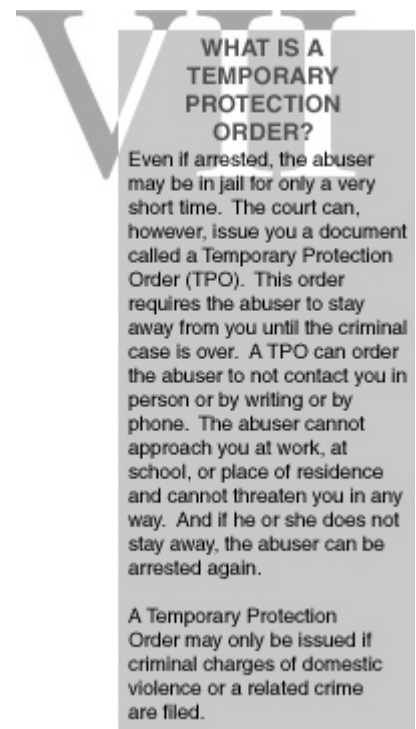 VII
WHAT IS A
TEMPORARY
PROTECTION
ORDER?
Even if arrested, the abuser
may be in jail for only a very
short time. The court can,
however, issue you a document
called a Temporary Protection
Order (TPO). This order
requires the abuser to stay
away from you until the criminal
case is over. A TPO can order
the abuser to not contact you in
person or by writing or by
phone. The abuser cannot
approach you at work, at
school, or place of residence
and cannot threaten you in any
way. And if he or she does not
stay away, the abuser can be
arrested again.

A Temporary Protection
Order may only be issued if
criminal charges of domestic
violence or a related crime
are filed.